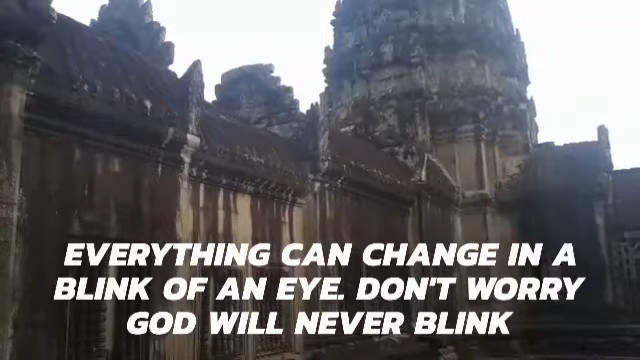 EVERYTHING CAN CHANGE IN A
BLINK OF AN EYE. DON'T WORRY
GOD WILL NEVER BLINK